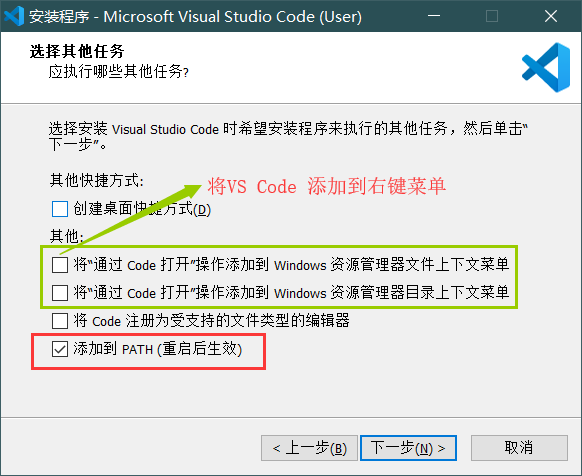 安装程序 - Microsoft Visual Studio Code (User)
选择其他任务
应执行哪些其他任务?
选择安装 Visual Studio Code 时希望安装程序来执行的其他任务，然后单击“
下一步”。
其他快捷方式:
将VS Code 添加到右键菜单
创建桌面快捷方式(D)
其他:
将“通过 Code 打开”操作添加到 Windows 资源管理器文件上下文菜单
将“通过 Code 打开”操作添加到 Windows 资源管理器目录上下文菜单
将 Code 注册为受支持的文件类型的编辑器
添加到 PATH (重启后生效)
< 上一步(B) 下一步(N) > 取消